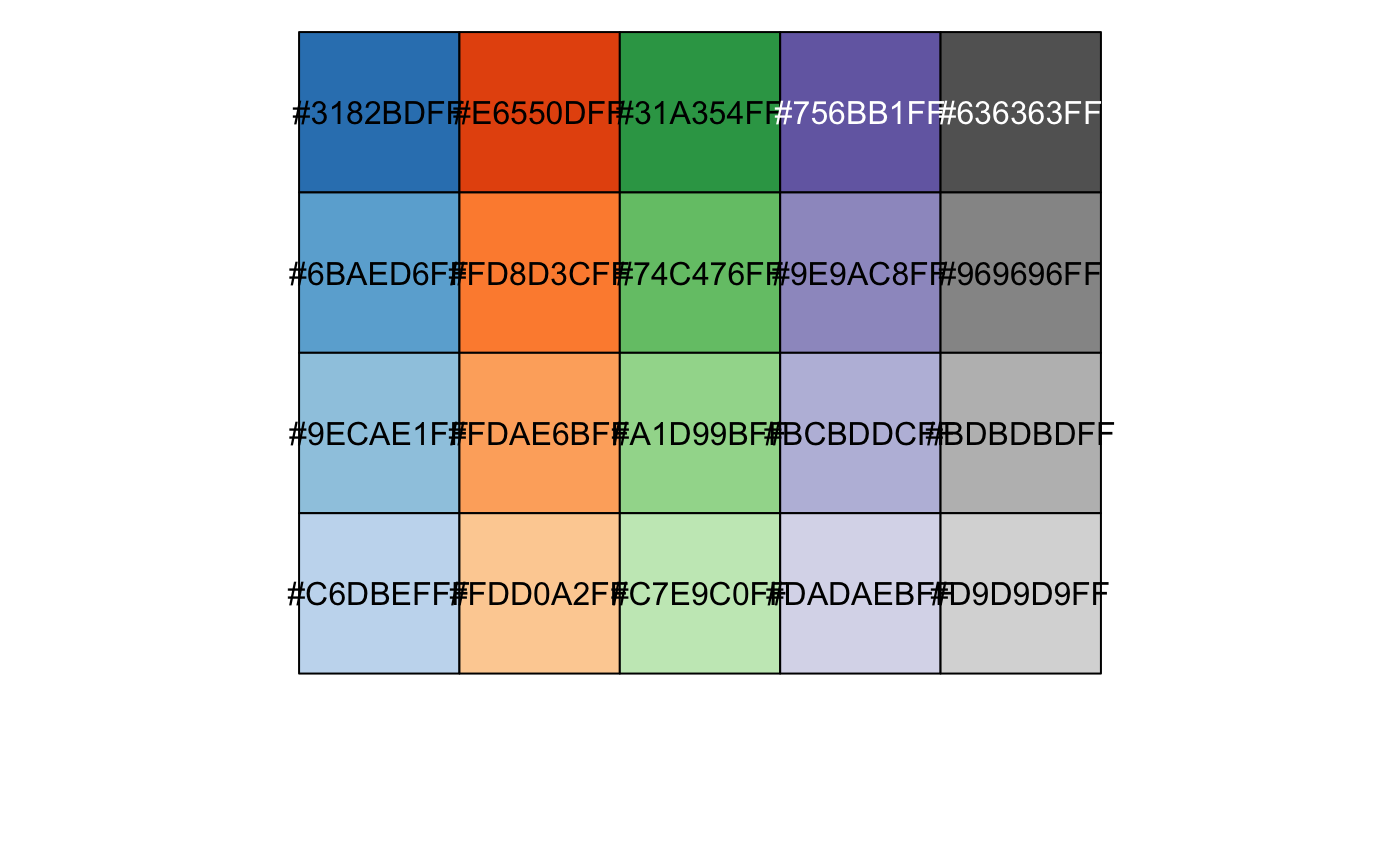 #3182BDFF #E6550DFF #31A354FF #756BB1FF #636363FF
#6BAED6FF #FD8D3CFF #74C476FF #9E9AC8FF #969696FF
#9ECAE1FF #FDAE6BFF #A1D99BFF #BCBDDCFF #BDBDBDFF
#C6DBEFFF #FDD0A2FF #C7E9C0FF #DADAEBFF #D9D9D9FF